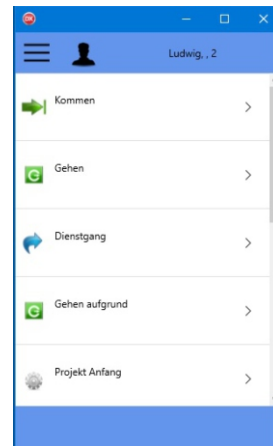 Ludwig, , 2
Kommen
Gehen
Dienstgang
Gehen aufgrund
Projekt Anfang